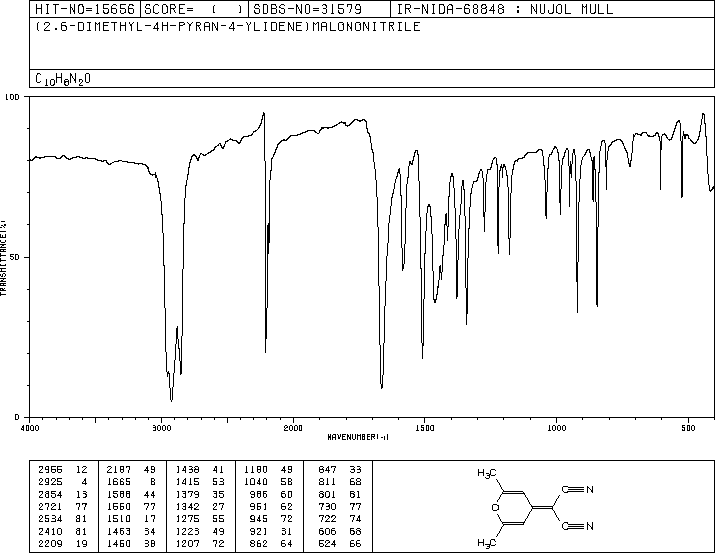 HIT-NO=15656 SCORE= ( ) SDBS-NO=31579 IR-NIDA-68848 : NUJOL MULL
(2,6-DIMETHYL-4H-PYRAN-4-YLIDENE)MALONONITRILE
C10H8N2O
100
TRANSMITTANCE(%)
50
0
4000 3000 2000 1500 1000 500
WAVENUMBER(-1)
2966 12 2187 49 1438 41 1180 49 847 33
2925 4 1665 8 1415 53 1040 58 811 68
2854 13 1588 44 1379 35 986 60 801 81
2721 77 1560 77 1342 27 951 62 730 77
2534 81 1510 17 1275 55 945 72 722 74
2410 81 1463 34 1223 49 921 31 606 68
2209 19 1460 38 1207 72 862 64 524 66
H3C
C N
O
C N
H3C